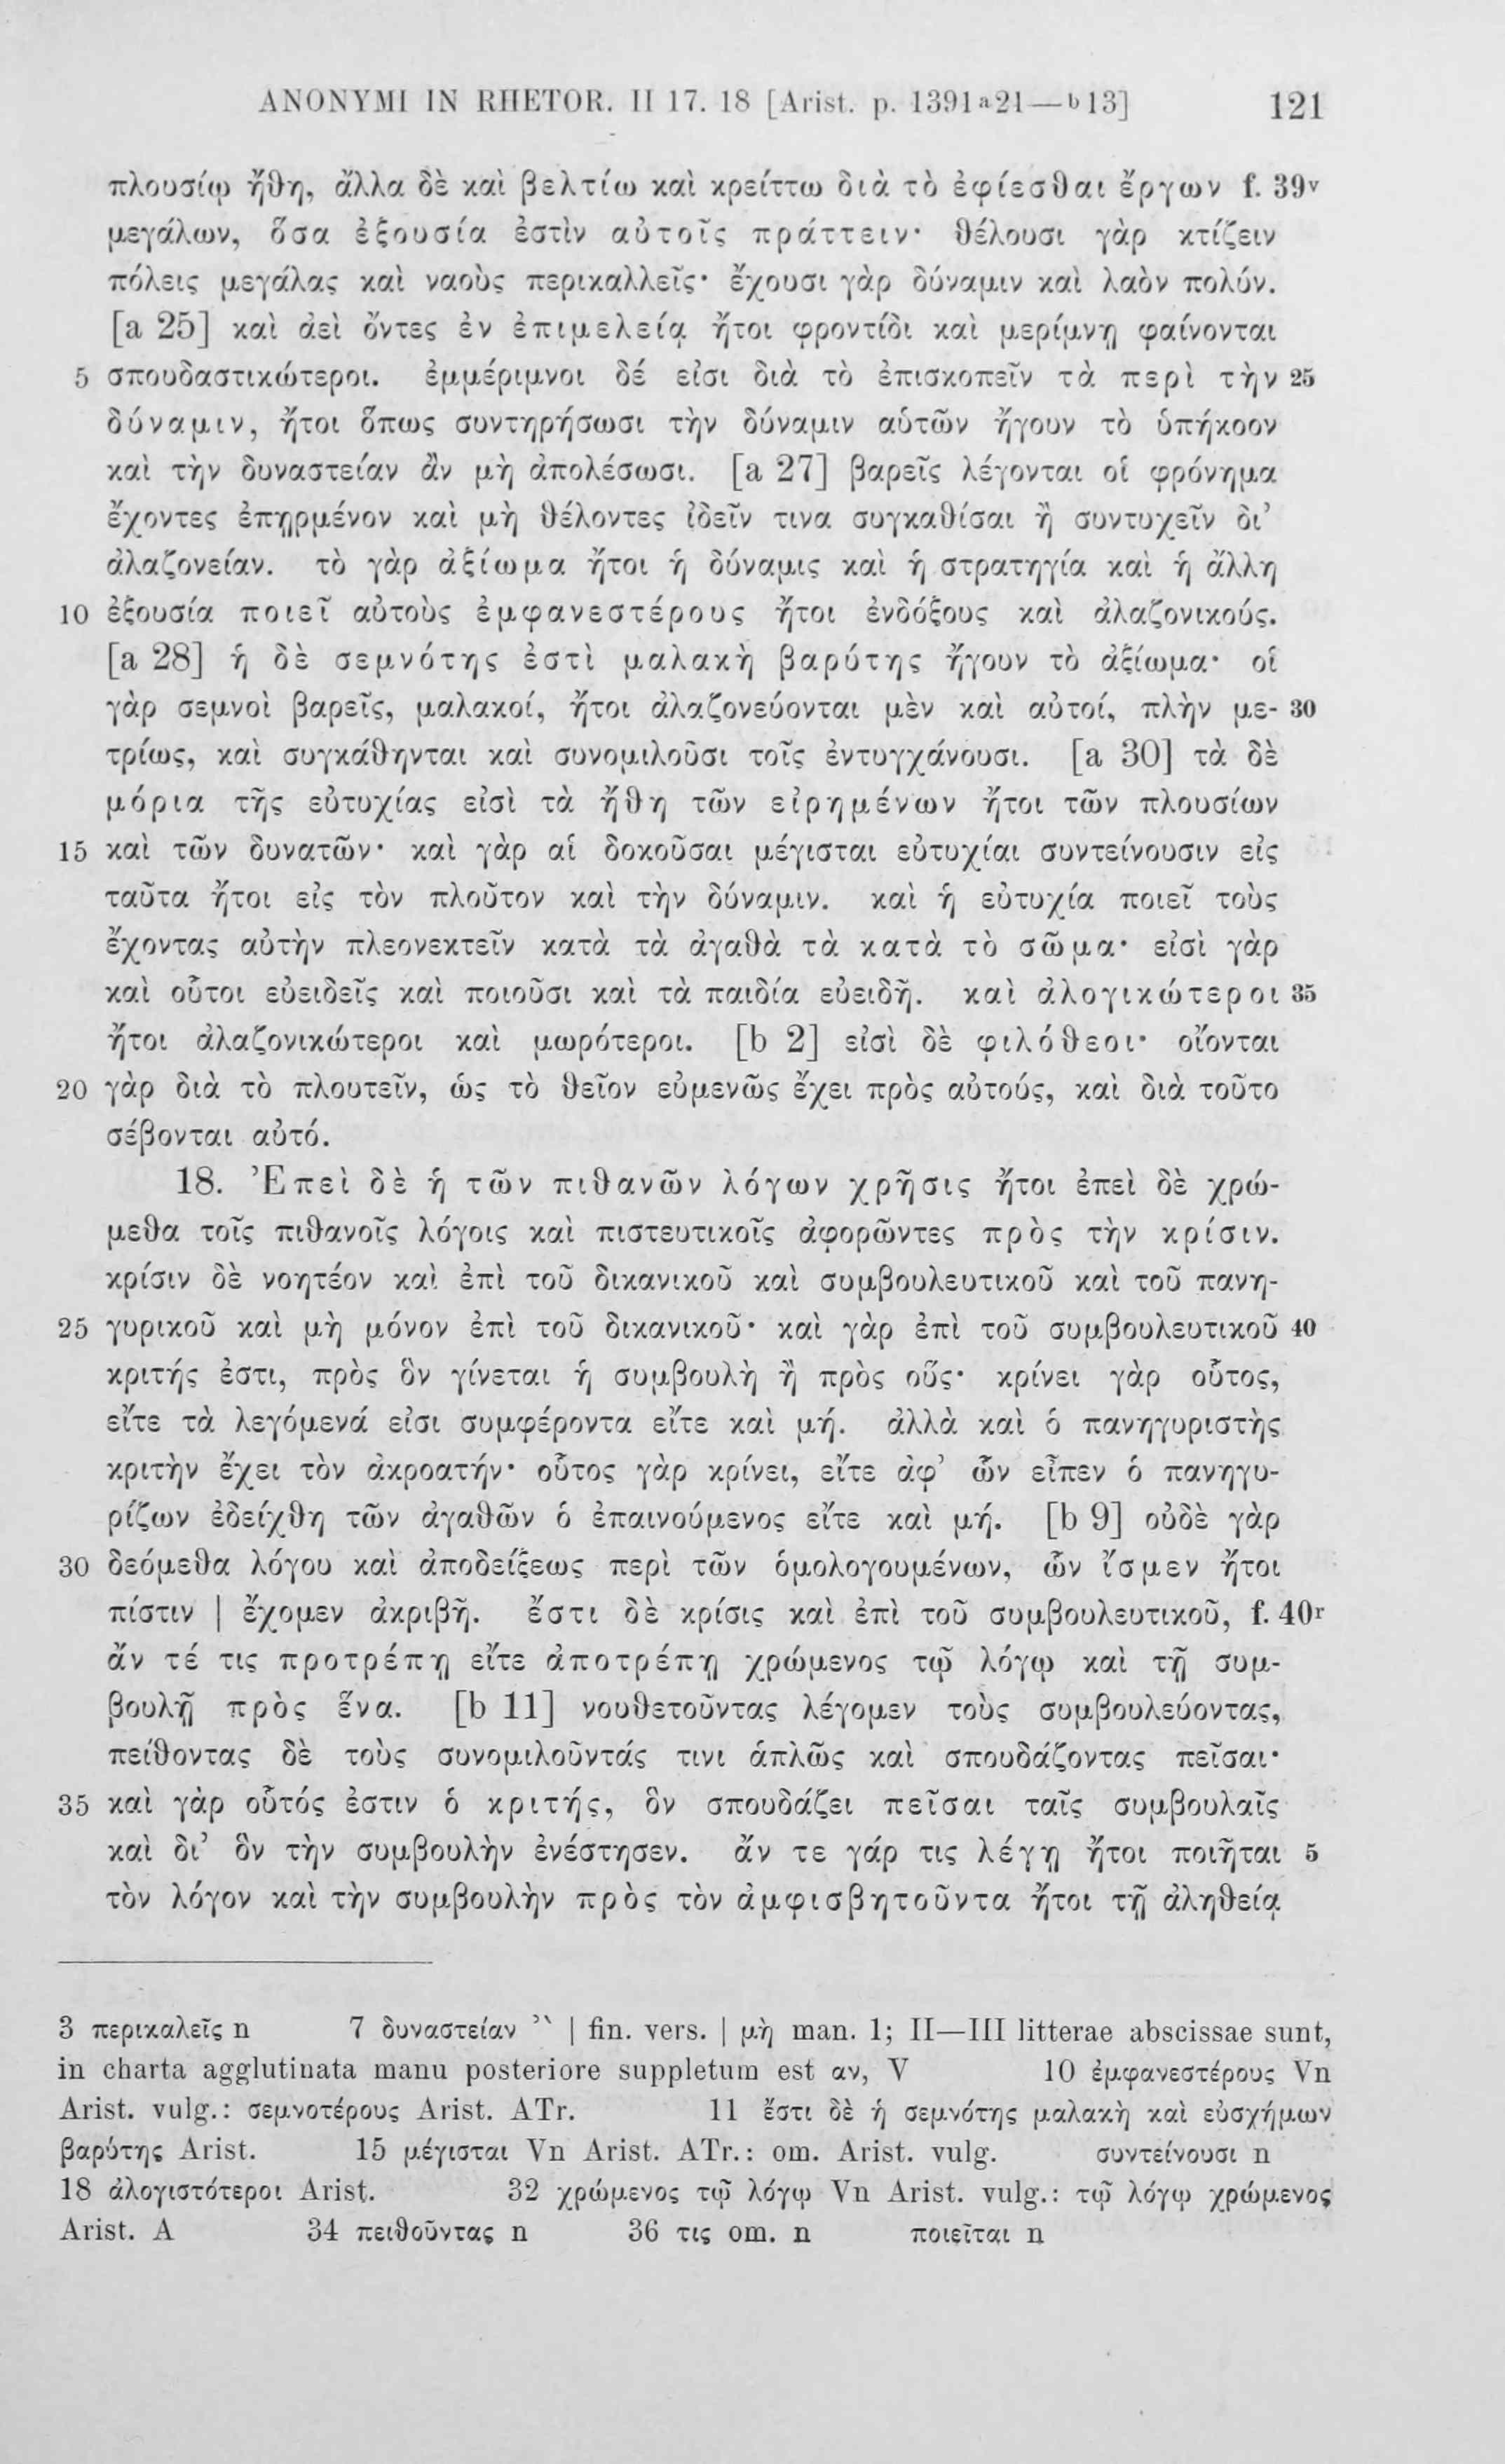 ANONYMI IN RHETOR. II 17. 18 [Arist. p. 1391ᵃ21—ᵇ13] 121
πλουσίῳ ἤθη, ἄλλα δὲ καὶ βελτίω καὶ κρείττω διὰ τὸ ἐφίεσθαι ἔργων f. 39ᵛ
μεγάλων, ὅσα ἐξουσία ἐστὶν αὐτοῖς πράττειν· θέλουσι γὰρ κτίζειν
πόλεις μεγάλας καὶ ναοὺς περικαλλεῖς· ἔχουσι γὰρ δύναμιν καὶ λαὸν πολύν.
[a 25] καὶ ἀεὶ ὄντες ἐν ἐπιμελείᾳ ἤτοι φροντίδι καὶ μερίμνῃ φαίνονται
5 σπουδαστικώτεροι. ἐμμέριμνοι δέ εἰσι διὰ τὸ ἐπισκοπεῖν τὰ περὶ τὴν 25
δύναμιν, ἤτοι ὅπως συντηρήσωσι τὴν δύναμιν αὑτῶν ἤγουν τὸ ὑπήκοον
καὶ τὴν δυναστείαν ἂν μὴ ἀπολέσωσι. [a 27] βαρεῖς λέγονται οἱ φρόνημα
ἔχοντες ἐπῃρμένον καὶ μὴ θέλοντες ἰδεῖν τινα συγκαθίσαι ἢ συντυχεῖν δι’
ἀλαζονείαν. τὸ γὰρ ἀξίωμα ἤτοι ἡ δύναμις καὶ ἡ στρατηγία καὶ ἡ ἄλλη
10 ἐξουσία ποιεῖ αὐτοὺς ἐμφανεστέρους ἤτοι ἐνδόξους καὶ ἀλαζονικούς.
[a 28] ἡ δὲ σεμνότης ἐστὶ μαλακὴ βαρύτης ἤγουν τὸ ἀξίωμα· οἱ
γὰρ σεμνοὶ βαρεῖς, μαλακοί, ἤτοι ἀλαζονεύονται μὲν καὶ αὐτοί, πλὴν με- 30
τρίως, καὶ συγκάθηνται καὶ συνομιλοῦσι τοῖς ἐντυγχάνουσι. [a 30] τὰ δὲ
μόρια τῆς εὐτυχίας εἰσὶ τὰ ἤθη τῶν εἰρημένων ἤτοι τῶν πλουσίων
15 καὶ τῶν δυνατῶν· καὶ γὰρ αἱ δοκοῦσαι μέγισται εὐτυχίαι συντείνουσιν εἰς
ταῦτα ἤτοι εἰς τὸν πλοῦτον καὶ τὴν δύναμιν. καὶ ἡ εὐτυχία ποιεῖ τοὺς
ἔχοντας αὐτὴν πλεονεκτεῖν κατὰ τὰ ἀγαθὰ τὰ κατὰ τὸ σῶμα· εἰσὶ γὰρ
καὶ οὗτοι εὐειδεῖς καὶ ποιοῦσι καὶ τὰ παιδία εὐειδῆ. καὶ ἀλογικώτεροι 35
ἤτοι ἀλαζονικώτεροι καὶ μωρότεροι. [b 2] εἰσὶ δὲ φιλόθεοι· οἴονται
20 γὰρ διὰ τὸ πλουτεῖν, ὡς τὸ θεῖον εὐμενῶς ἔχει πρὸς αὐτούς, καὶ διὰ τοῦτο
σέβονται αὐτό.
18. Ἐπεὶ δὲ ἡ τῶν πιθανῶν λόγων χρῆσις ἤτοι ἐπεὶ δὲ χρώ-
μεθα τοῖς πιθανοῖς λόγοις καὶ πιστευτικοῖς ἀφορῶντες πρὸς τὴν κρίσιν.
κρίσιν δὲ νοητέον καὶ ἐπὶ τοῦ δικανικοῦ καὶ συμβουλευτικοῦ καὶ τοῦ πανη-
25 γυρικοῦ καὶ μὴ μόνον ἐπὶ τοῦ δικανικοῦ· καὶ γὰρ ἐπὶ τοῦ συμβουλευτικοῦ 40
κριτής ἐστι, πρὸς ὃν γίνεται ἡ συμβουλὴ ἢ πρὸς οὕς· κρίνει γὰρ οὗτος,
εἴτε τὰ λεγόμενά εἰσι συμφέροντα εἴτε καὶ μή. ἀλλὰ καὶ ὁ πανηγυριστὴς
κριτὴν ἔχει τὸν ἀκροατήν· οὗτος γὰρ κρίνει, εἴτε ἀφ’ ὧν εἶπεν ὁ πανηγυ-
ρίζων ἐδείχθη τῶν ἀγαθῶν ὁ ἐπαινούμενος εἴτε καὶ μή. [b 9] οὐδὲ γὰρ
30 δεόμεθα λόγου καὶ ἀποδείξεως περὶ τῶν ὁμολογουμένων, ὧν ἴσμεν ἤτοι
πίστιν | ἔχομεν ἀκριβῆ. ἔστι δὲ κρίσις καὶ ἐπὶ τοῦ συμβουλευτικοῦ, f. 40ʳ
ἄν τέ τις προτρέπῃ εἴτε ἀποτρέπῃ χρώμενος τῷ λόγῳ καὶ τῇ συμ-
βουλῇ πρὸς ἕνα. [b 11] νουθετοῦντας λέγομεν τοὺς συμβουλεύοντας,
πείθοντας δὲ τοὺς συνομιλοῦντάς τινι ἁπλῶς καὶ σπουδάζοντας πεῖσαι·
35 καὶ γὰρ οὗτός ἐστιν ὁ κριτής, ὃν σπουδάζει πεῖσαι ταῖς συμβουλαῖς
καὶ δι’ ὃν τὴν συμβουλὴν ἐνέστησεν. ἄν τε γάρ τις λέγῃ ἤτοι ποιῆται 5
τὸν λόγον καὶ τὴν συμβουλὴν πρὸς τὸν ἀμφισβητοῦντα ἤτοι τῇ ἀληθείᾳ
3 περικαλεῖς n 7 δυναστείαν ᾿` | fin. vers. | μὴ man. 1; II—III litterae abscissae sunt,
in charta agglutinata manu posteriore suppletum est αν, V 10 ἐμφανεστέρους Vn
Arist. vulg.: σεμνοτέρους Arist. ATr. 11 ἔστι δὲ ἡ σεμνότης μαλακὴ καὶ εὐσχήμων
βαρύτης Arist. 15 μέγισται Vn Arist. ATr.: om. Arist. vulg. συντείνουσι n
18 ἀλογιστότεροι Arist. 32 χρώμενος τῷ λόγῳ Vn Arist. vulg.: τῷ λόγῳ χρώμενος
Arist. A 34 πειθοῦντας n 36 τις om. n ποιεῖται n